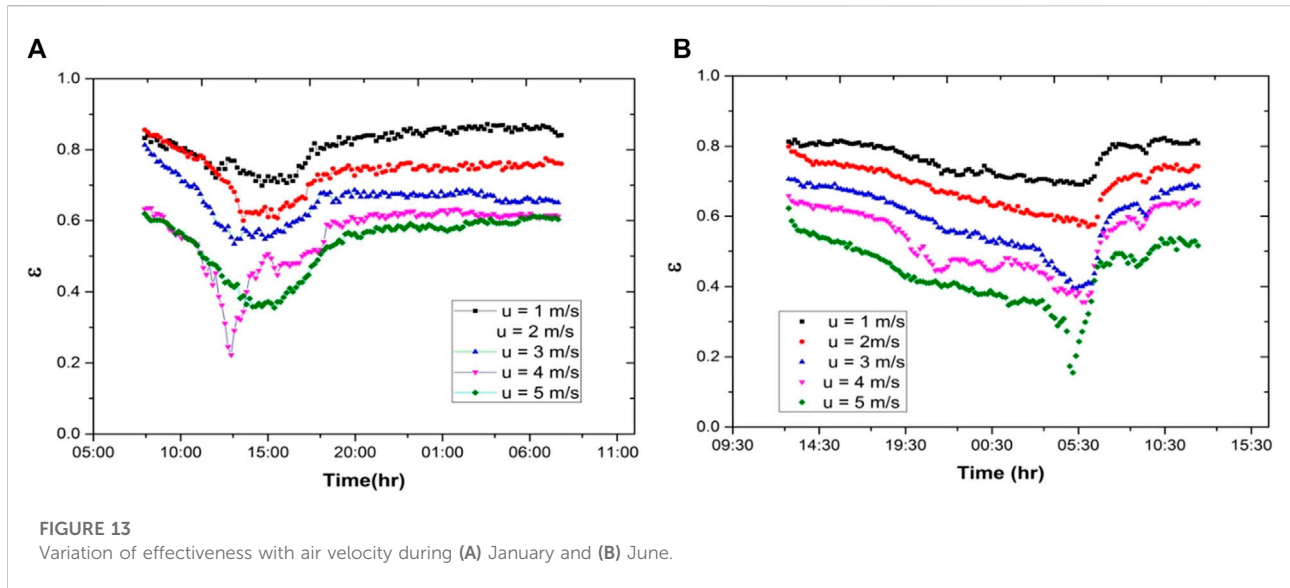 A
B
1.0
0.8
0.6
0.4
0.2
0.0
ε
u = 1 m/s
u = 2 m/s
u = 3 m/s
u = 4 m/s
u = 5 m/s
05:00 10:00 15:00 20:00 01:00 06:00 11:00
Time(hr)
1.0
0.8
0.6
0.4
0.2
0.0
ε
u = 1 m/s
u = 2m/s
u = 3 m/s
u = 4 m/s
u = 5 m/s
09:30 14:30 19:30 00:30 05:30 10:30 15:30
Time (hr)
FIGURE 13
Variation of effectiveness with air velocity during (A) January and (B) June.